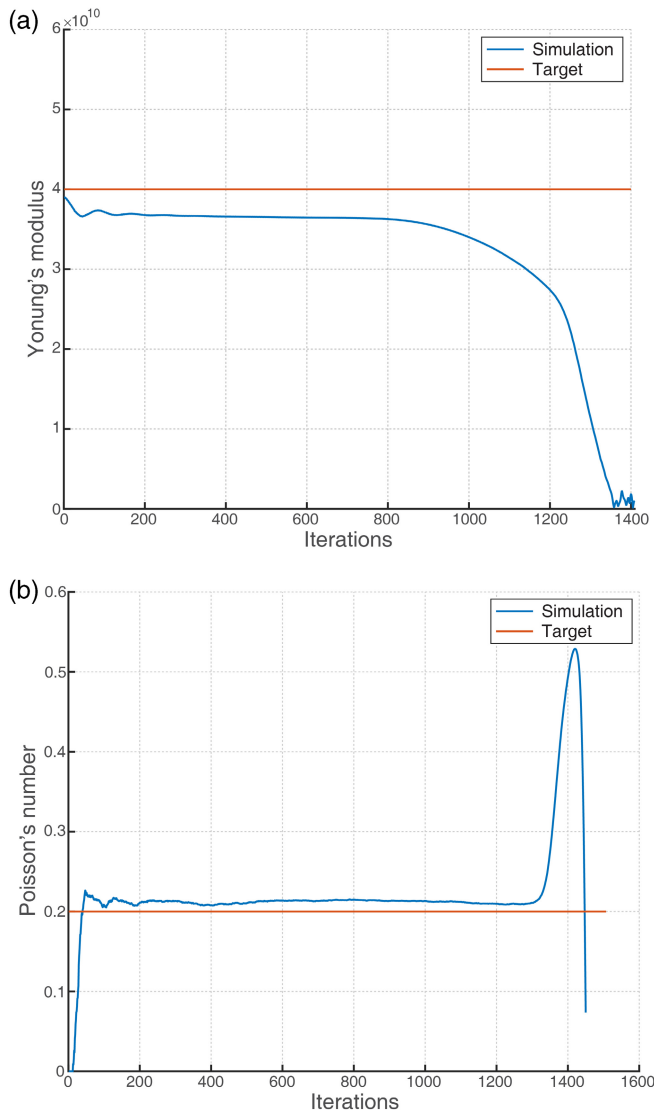 (a)
6×10¹⁰
Simulation
Target
5
4
3
2
1
0
Yonung's modulus
0 200 400 600 800 1000 1200 1400
Iterations
(b)
0.6
Simulation
Target
0.5
0.4
0.3
0.2
0.1
0
Poisson's number
0 200 400 600 800 1000 1200 1400 1600
Iterations